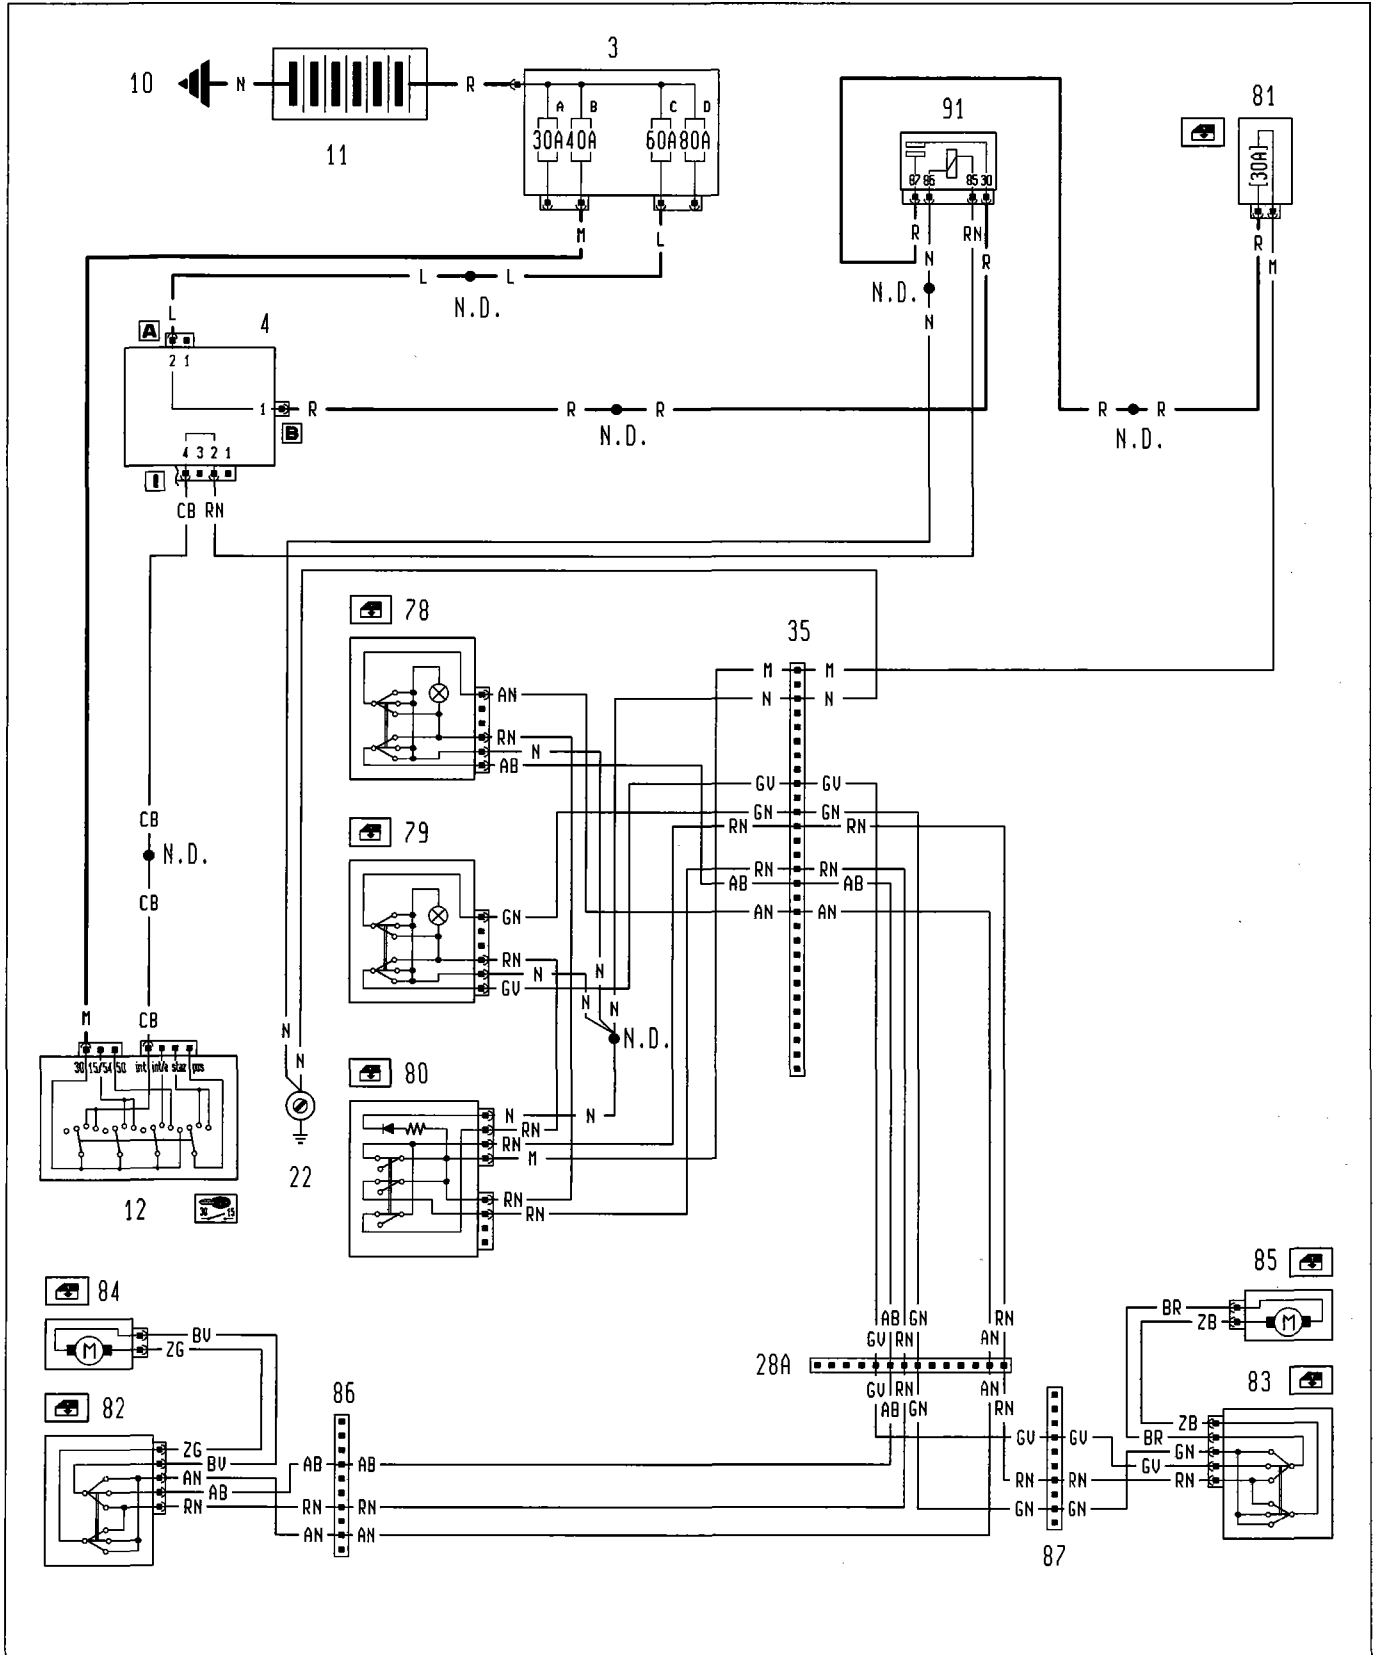 3
10 N R
11
A B C D
30A 40A 60A 80A
M L
91
87 86 85 30
R N RN R
N.D.
N
81
30A
R M
L L
N.D.
L
A
4
2 1
1 R R R
B
N.D.
R R
N.D.
4 3 2 1
I
CB RN
78
AN
RN
N
AB
35
M M
N N
GV GV
GN GN
RN RN
RN RN
AB AB
AN AN
CB
N.D.
CB
79
GN
RN
N
GV
N
N N
N.D.
M CB
30 15/54 50 int int/a staz pos
12
30 15
N
N
22
80
N N
RN
RN
M
RN
RN
84
M
BV
ZG
82
ZG
BV
AN
AB
RN
86
AB AB
RN RN
AN AN
AB GN RN
GV RN AN
28A
GV RN AN
AB GN RN
85
BR
ZB
M
83
ZB
BR
GV GV GN
GV
RN RN RN
GN GN
87